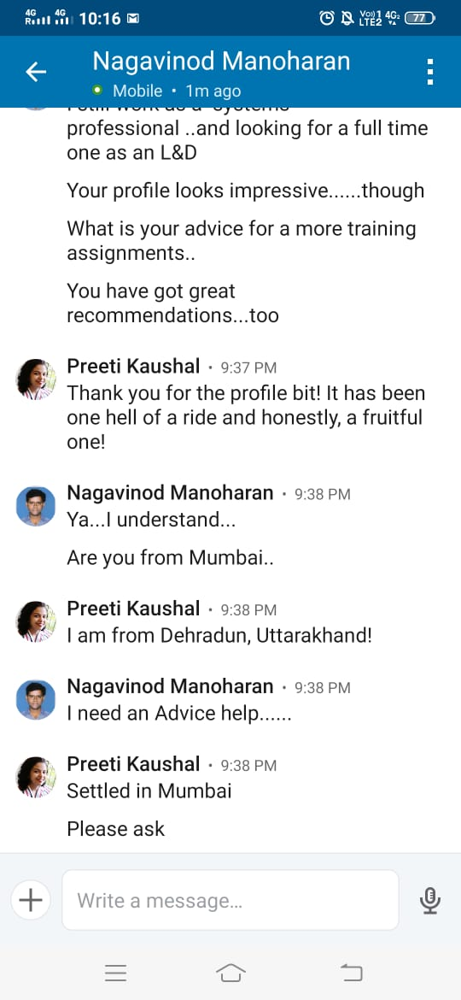 4G
R
4G
10:16
Vo))1 4G2
LTE2
77
Nagavinod Manoharan
Mobile • 1m ago
I still work as a systems
professional ..and looking for a full time
one as an L&D
Your profile looks impressive......though
What is your advice for a more training
assignments..
You have got great
recommendations...too
Preeti Kaushal • 9:37 PM
Thank you for the profile bit! It has been
one hell of a ride and honestly, a fruitful
one!
Nagavinod Manoharan • 9:38 PM
Ya...I understand...
Are you from Mumbai..
Preeti Kaushal • 9:38 PM
I am from Dehradun, Uttarakhand!
Nagavinod Manoharan • 9:38 PM
I need an Advice help......
Preeti Kaushal • 9:38 PM
Settled in Mumbai
Please ask
Write a message...